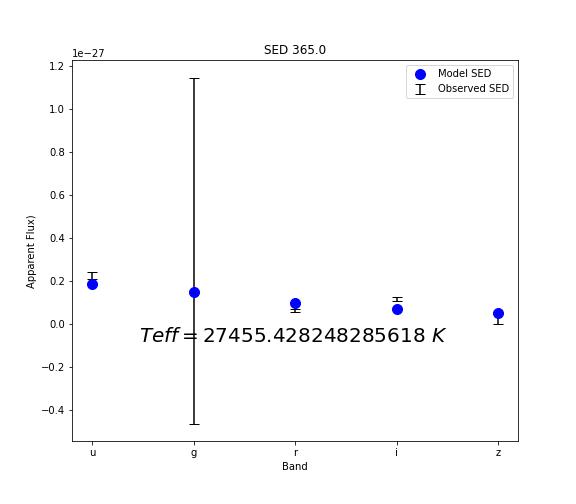 SED 365.0
1e−27
Model SED
Observed SED
1.2
1.0
0.8
0.6
0.4
0.2
0.0
−0.2
−0.4
Apparent Flux)
Teff = 27455.428248285618 K
u g r i z
Band